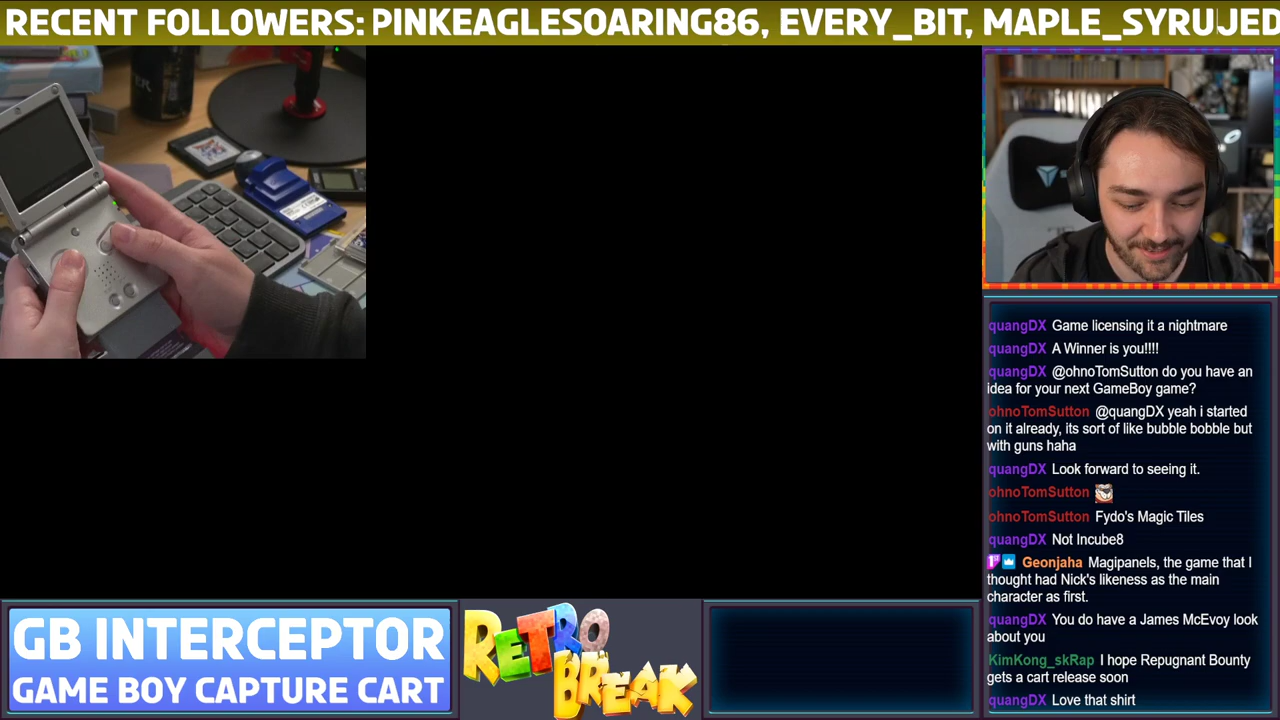 RECENT FOLLOWERS: PINKEAGLESOARING86, EVERY_BIT, MAPLE_SYRUJED
quangDX Game licensing it a nightmare
quangDX A Winner is you!!!!
quangDX @ohnoTomSutton do you have an
idea for your next GameBoy game?
ohnoTomSutton @quangDX yeah i started
on it already, its sort of like bubble bobble but
with guns haha
quangDX Look forward to seeing it.
ohnoTomSutton
ohnoTomSutton Fydo's Magic Tiles
quangDX Not Incube8
Geonjaha Magipanels, the game that I
thought had Nick's likeness as the main
character as first.
quangDX You do have a James McEvoy look
about you
KimKong_skRap I hope Repugnant Bounty
gets a cart release soon
quangDX Love that shirt
GB INTERCEPTOR
GAME BOY CAPTURE CART
RETRO
BREAK